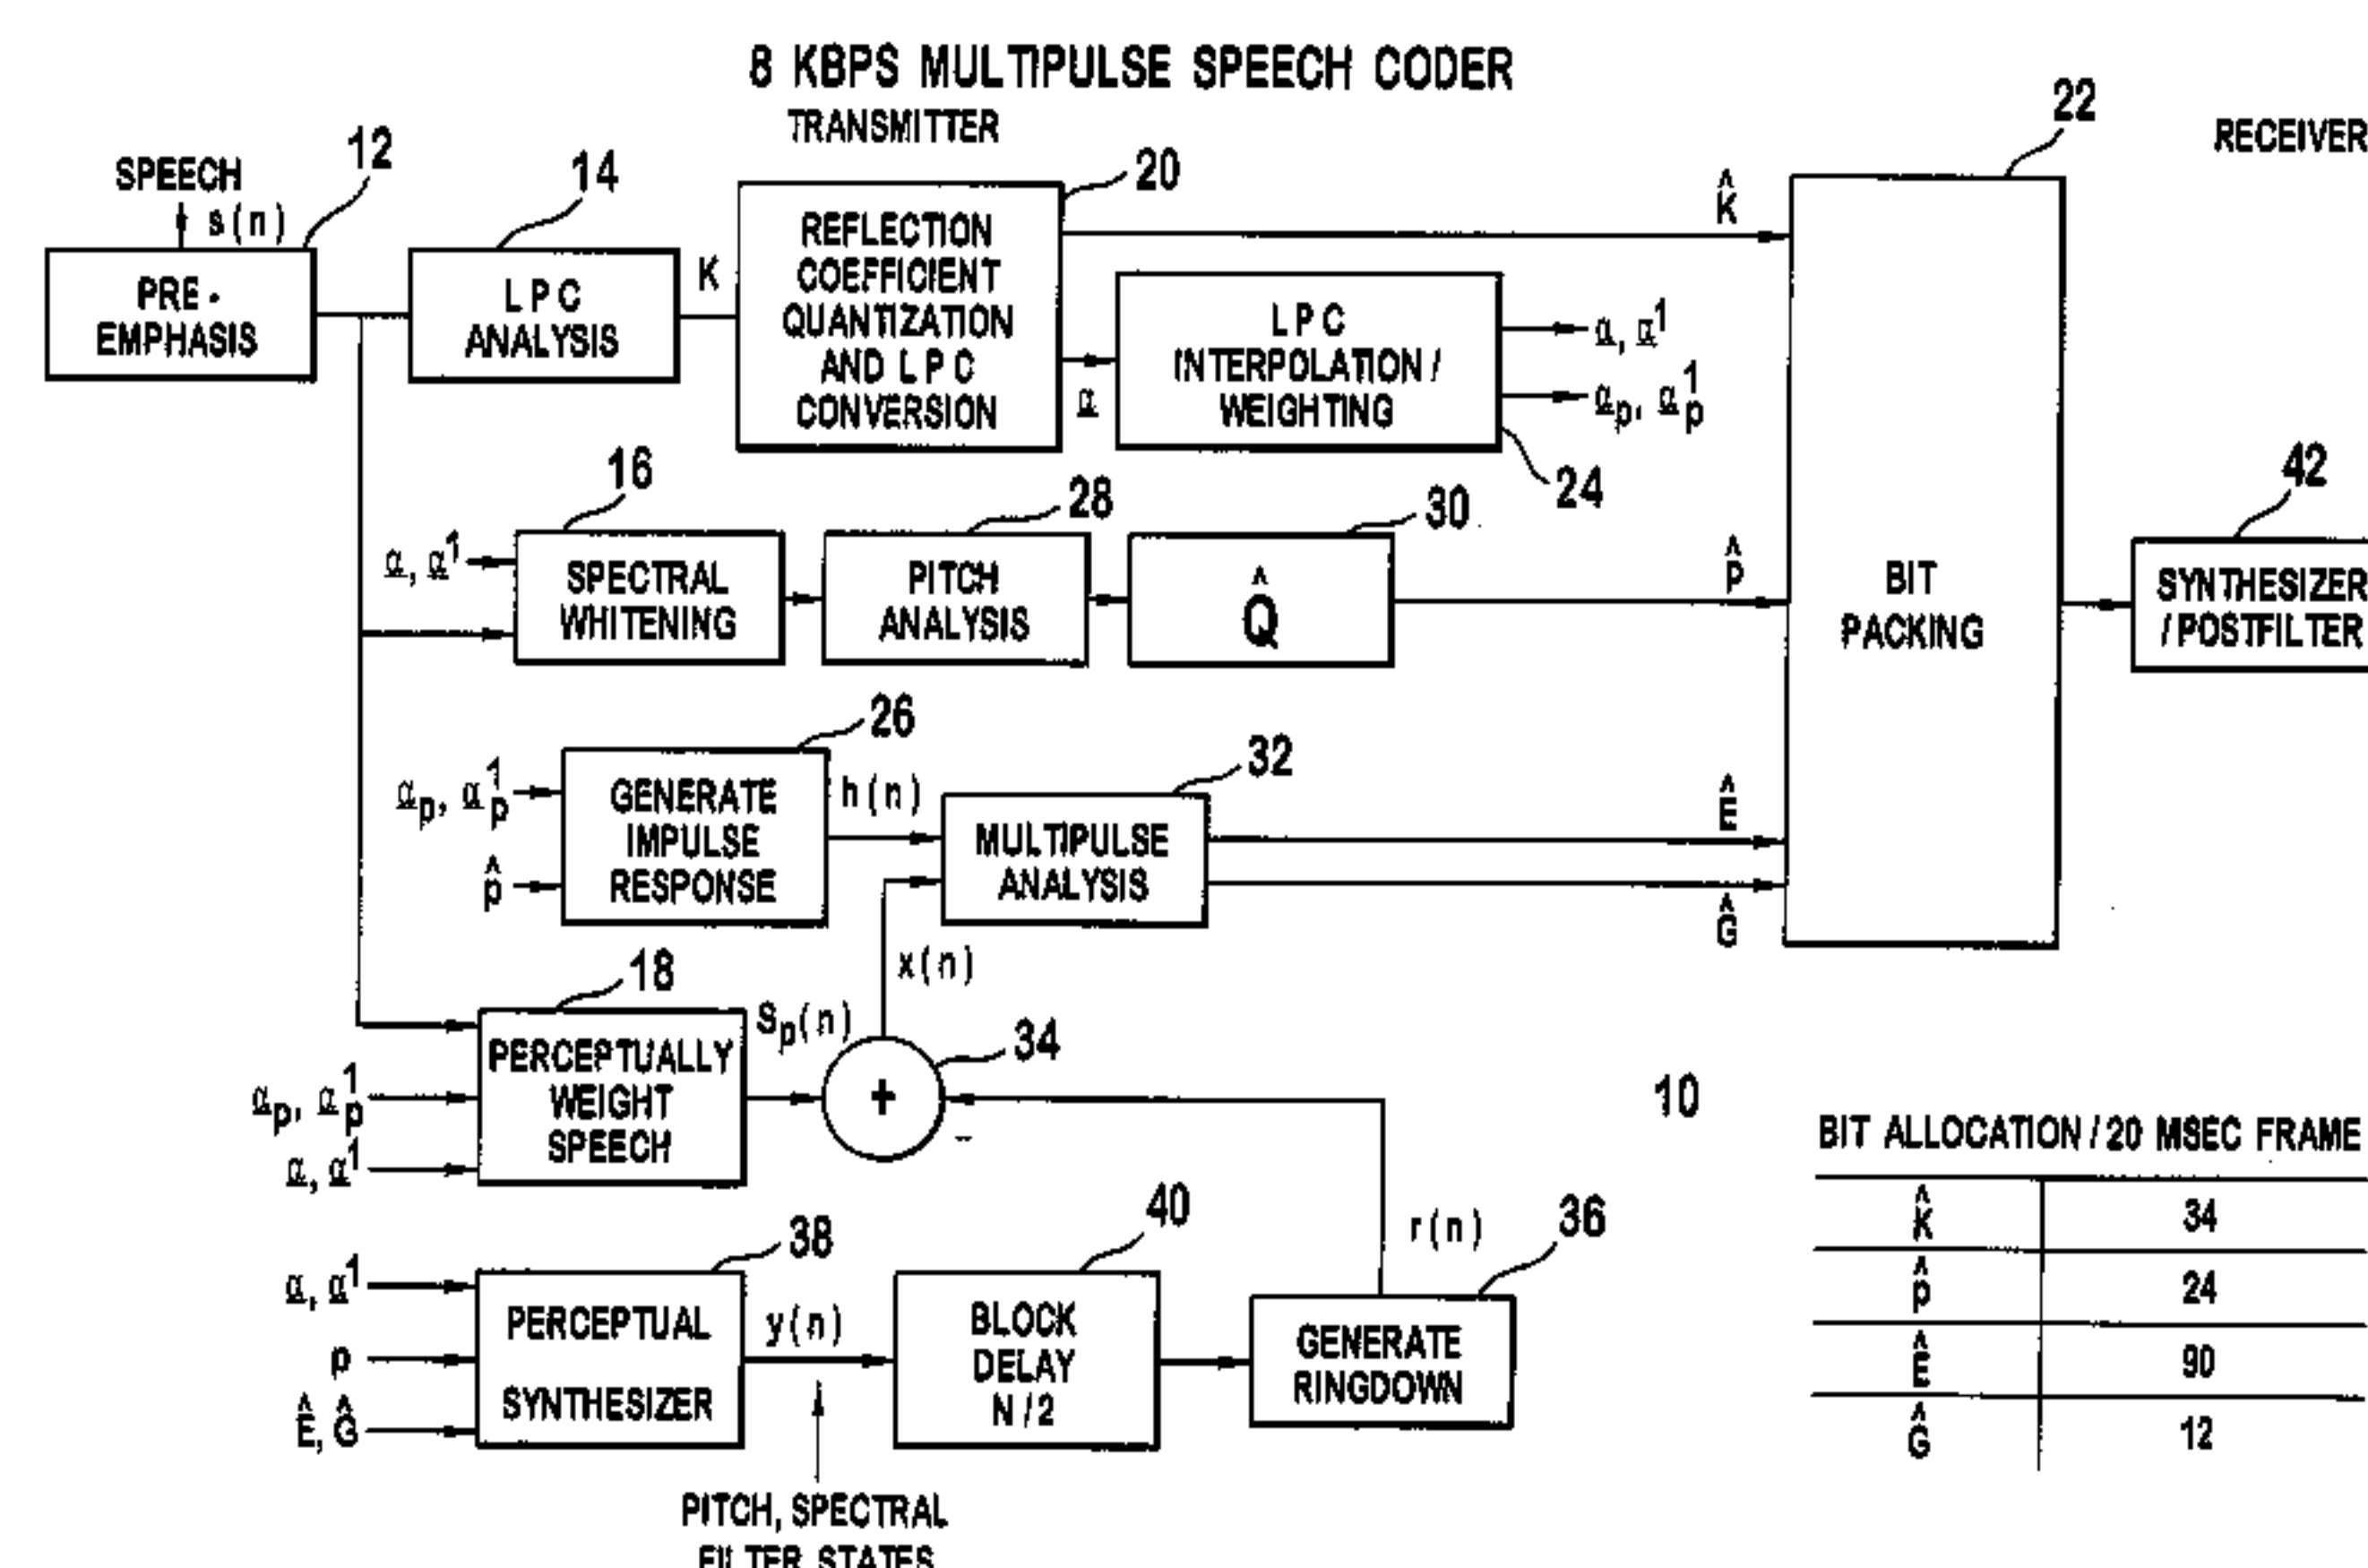 8 KBPS MULTIPULSE SPEECH CODER
TRANSMITTER
RECEIVER
SPEECH
s(n)
12
PRE-
EMPHASIS
14
LPC
ANALYSIS
K
20
REFLECTION
COEFFICIENT
QUANTIZATION
AND LPC
CONVERSION
K̂
α
LPC
INTERPOLATION /
WEIGHTING
24
α, α¹
αₚ, αₚ¹
22
BIT
PACKING
42
SYNTHESIZER
/ POSTFILTER
α, α¹
16
SPECTRAL
WHITENING
28
PITCH
ANALYSIS
30
Q̂
P̂
αₚ, αₚ¹
p̂
26
GENERATE
IMPULSE
RESPONSE
h(n)
32
MULTIPULSE
ANALYSIS
Ê
Ĝ
x(n)
αₚ, αₚ¹
α, α¹
18
PERCEPTUALLY
WEIGHT
SPEECH
Sₚ(n)
34
+
-
10
α, α¹
p
Ê, Ĝ
38
PERCEPTUAL
SYNTHESIZER
y(n)
PITCH, SPECTRAL
FILTER STATES
40
BLOCK
DELAY
N/2
36
GENERATE
RINGDOWN
r(n)
BIT ALLOCATION / 20 MSEC FRAME
K̂ 34
p̂ 24
Ê 90
Ĝ 12